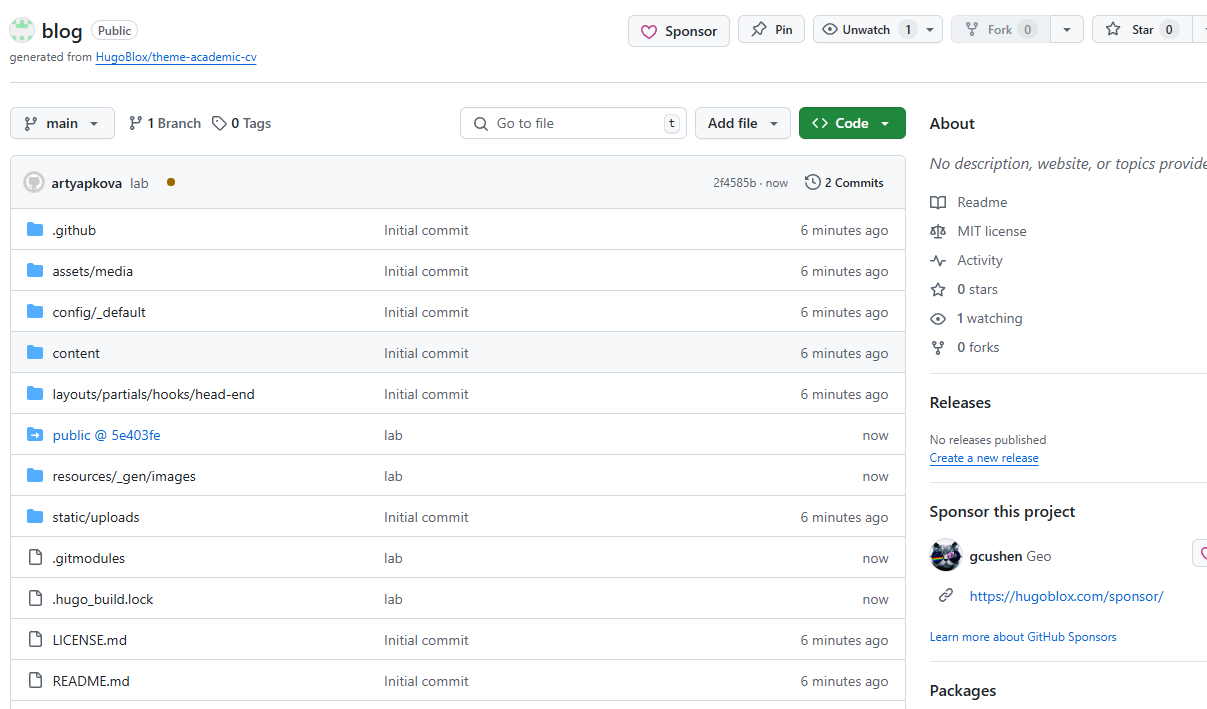 blog Public
Sponsor Pin Unwatch 1 Fork 0 Star 0
generated from HugoBlox/theme-academic-cv
main 1 Branch 0 Tags Go to file t Add file Code
artyapkova lab 2f4585b · now 2 Commits
.github Initial commit 6 minutes ago
assets/media Initial commit 6 minutes ago
config/_default Initial commit 6 minutes ago
content Initial commit 6 minutes ago
layouts/partials/hooks/head-end Initial commit 6 minutes ago
public @ 5e403fe lab now
resources/_gen/images lab now
static/uploads Initial commit 6 minutes ago
.gitmodules lab now
.hugo_build.lock lab now
LICENSE.md Initial commit 6 minutes ago
README.md Initial commit 6 minutes ago
About
No description, website, or topics provide
Readme
MIT license
Activity
0 stars
1 watching
0 forks
Releases
No releases published
Create a new release
Sponsor this project
gcushen Geo
https://hugoblox.com/sponsor/
Learn more about GitHub Sponsors
Packages